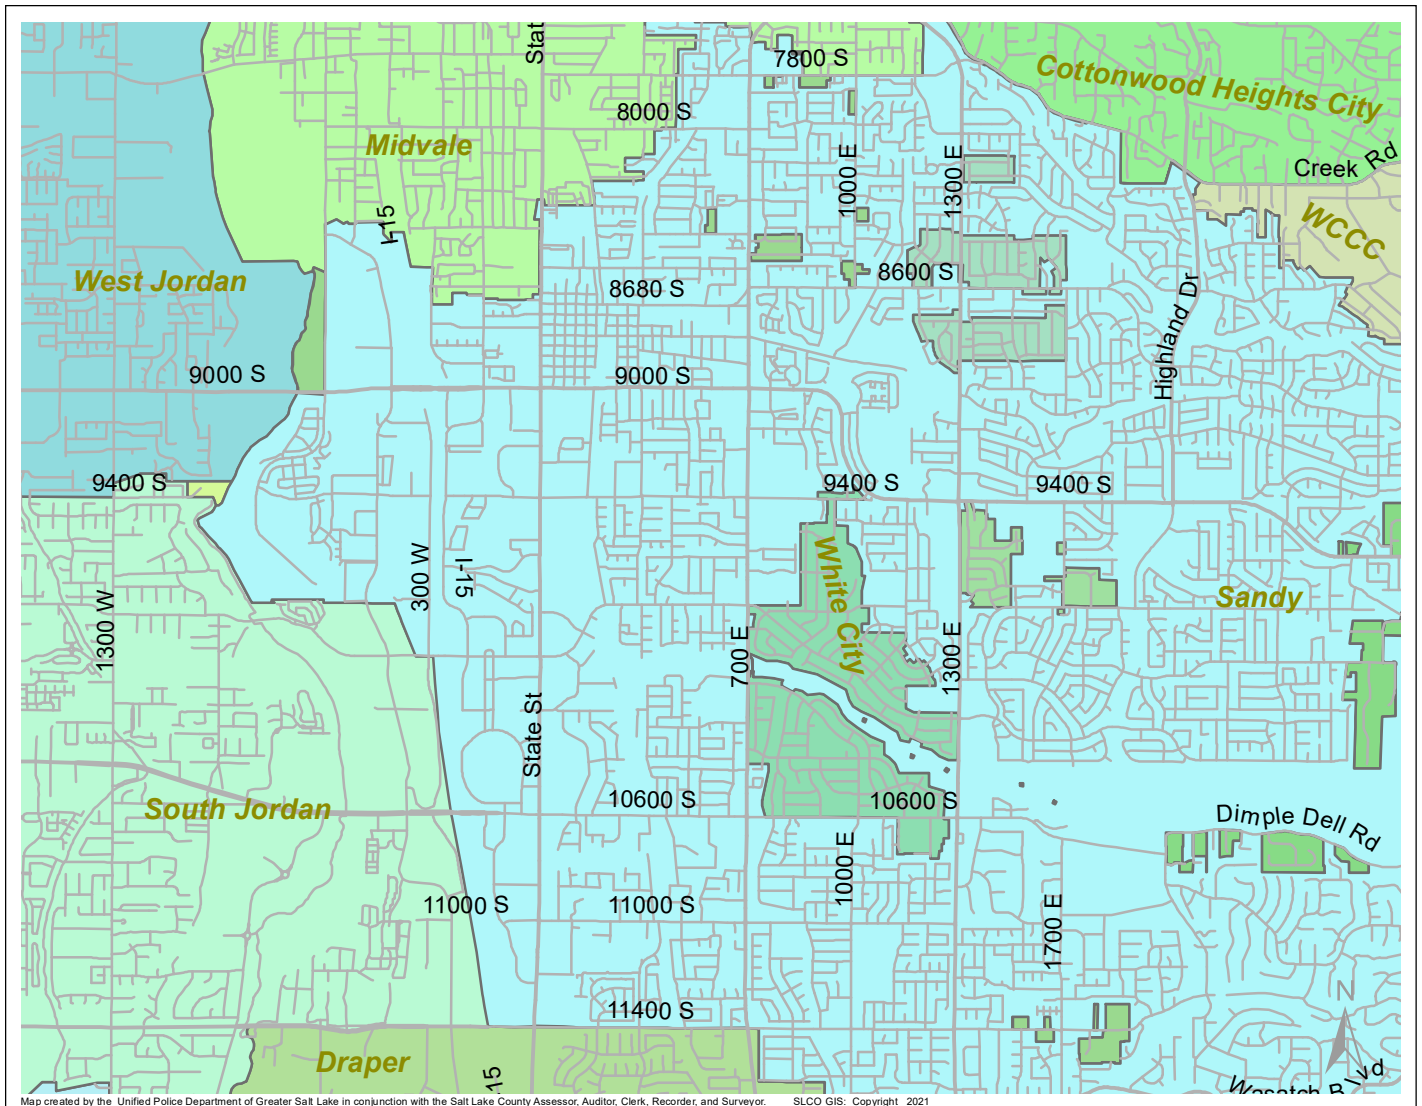 Stat
7800 S
Cottonwood Heights City
8000 S
Midvale
Creek Rd
1000 E
1300 E
I-15
WCCC
West Jordan
8600 S
8680 S
Highland Dr
9000 S
9000 S
9400 S
9400 S
9400 S
White City
300 W
I-15
Sandy
1300 W
700 E
1300 E
State St
South Jordan
10600 S
10600 S
Dimple Dell Rd
1000 E
11000 S
11000 S
1700 E
11400 S
N
Draper
15
Wasatch Blvd
Map created by the Unified Police Department of Greater Salt Lake in conjunction with the Salt Lake County Assessor, Auditor, Clerk, Recorder, and Surveyor. SLCO GIS: Copyright 2021